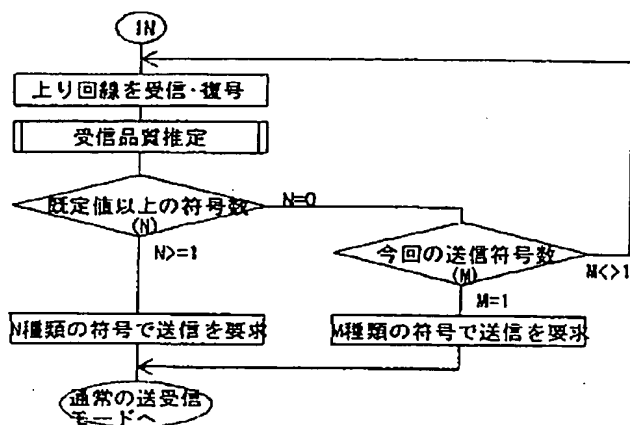 IN
上り回線を受信・復号
受信品質推定
既定値以上の符号数
(N)
N=0
N>=1
今回の送信符号数
(M)
M<>1
M=1
N種類の符号で送信を要求
M種類の符号で送信を要求
通常の送受信
モードへ